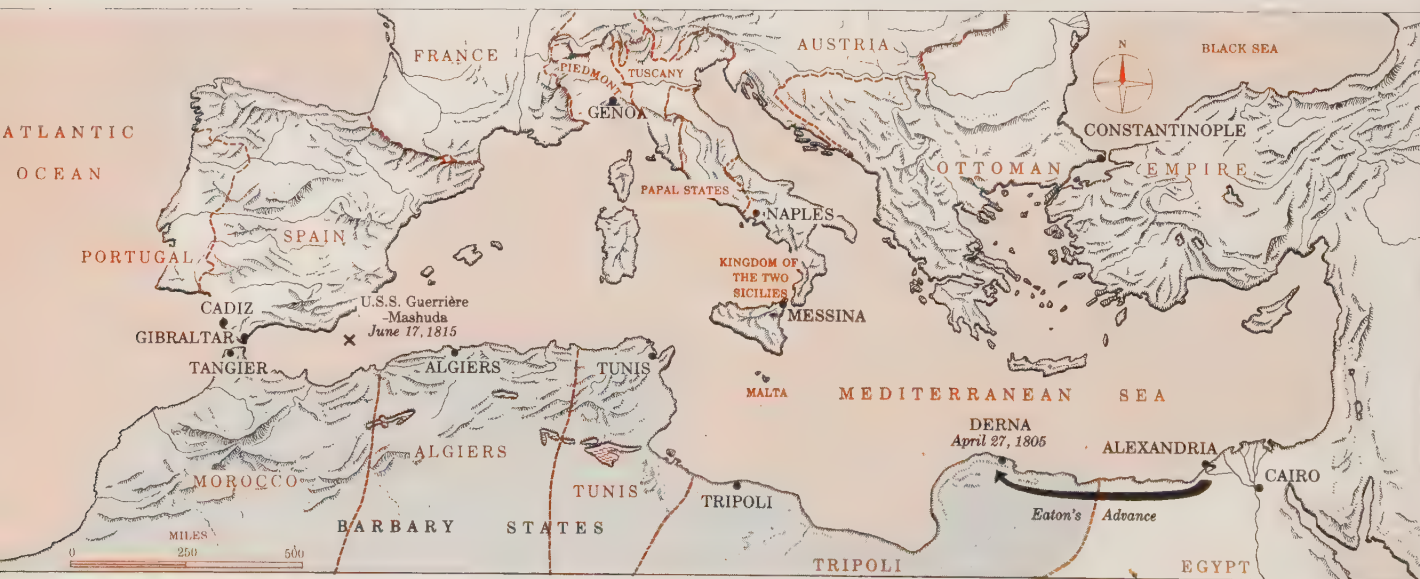 FRANCE
AUSTRIA
N
BLACK SEA
PIEDMONT
TUSCANY
GENOA
ATLANTIC
OCEAN
CONSTANTINOPLE
OTTOMAN EMPIRE
PAPAL STATES
NAPLES
SPAIN
PORTUGAL
KINGDOM OF
THE TWO
SICILIES
MESSINA
U.S.S. Guerrière
-Mashuda
June 17, 1815
CADIZ
GIBRALTAR
TANGIER
ALGIERS
TUNIS
MALTA
MEDITERRANEAN SEA
DERNA
April 27, 1805
ALEXANDRIA
CAIRO
ALGIERS
MOROCCO
TUNIS
TRIPOLI
Eaton's Advance
BARBARY STATES
MILES
0 250 500
TRIPOLI
EGYPT